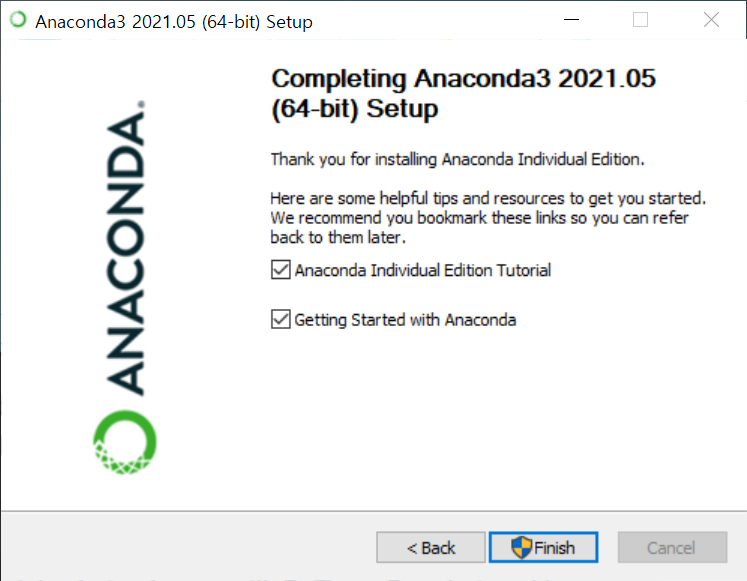 Anaconda3 2021.05 (64-bit) Setup
ANACONDA.
Completing Anaconda3 2021.05
(64-bit) Setup
Thank you for installing Anaconda Individual Edition.
Here are some helpful tips and resources to get you started.
We recommend you bookmark these links so you can refer
back to them later.
Anaconda Individual Edition Tutorial
Getting Started with Anaconda
< Back
Finish
Cancel